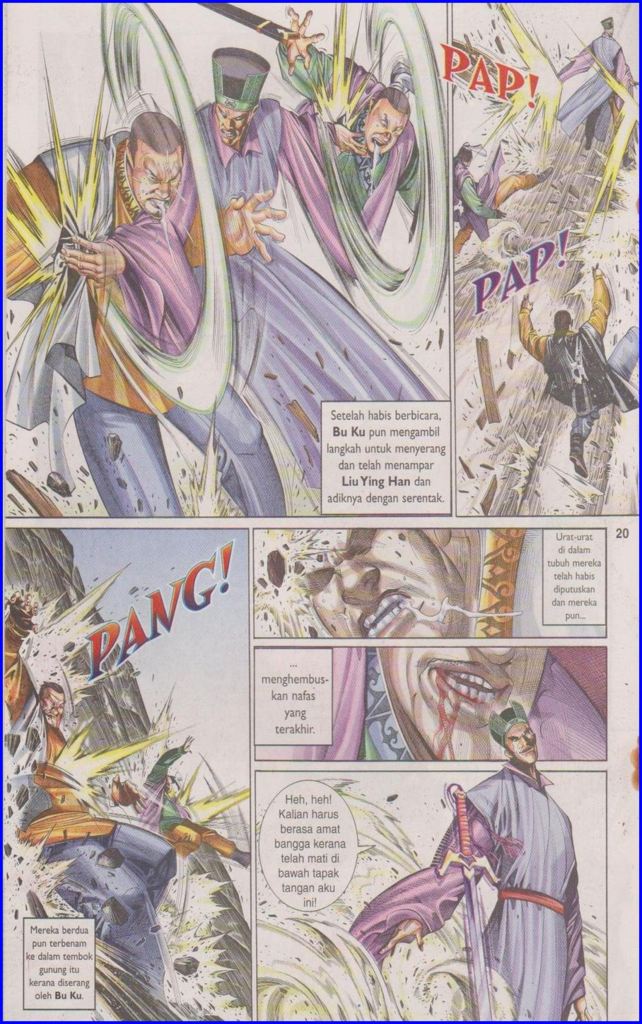 PAP!
PAP!
Setelah habis berbicara,
Bu Ku pun mengambil
langkah untuk menyerang
dan telah menampar
Liu Ying Han dan
adiknya dengan serentak.
20
PANG!
Mereka berdua
pun terbenam
ke dalam tembok
gunung itu
kerana diserang
oleh Bu Ku.
Urat-urat
di dalam
tubuh mereka
telah habis
diputuskan
dan mereka
pun...
...
menghembus-
kan nafas
yang
terakhir.
Heh, heh!
Kalian harus
berasa amat
bangga kerana
telah mati di
bawah tapak
tangan aku
ini!